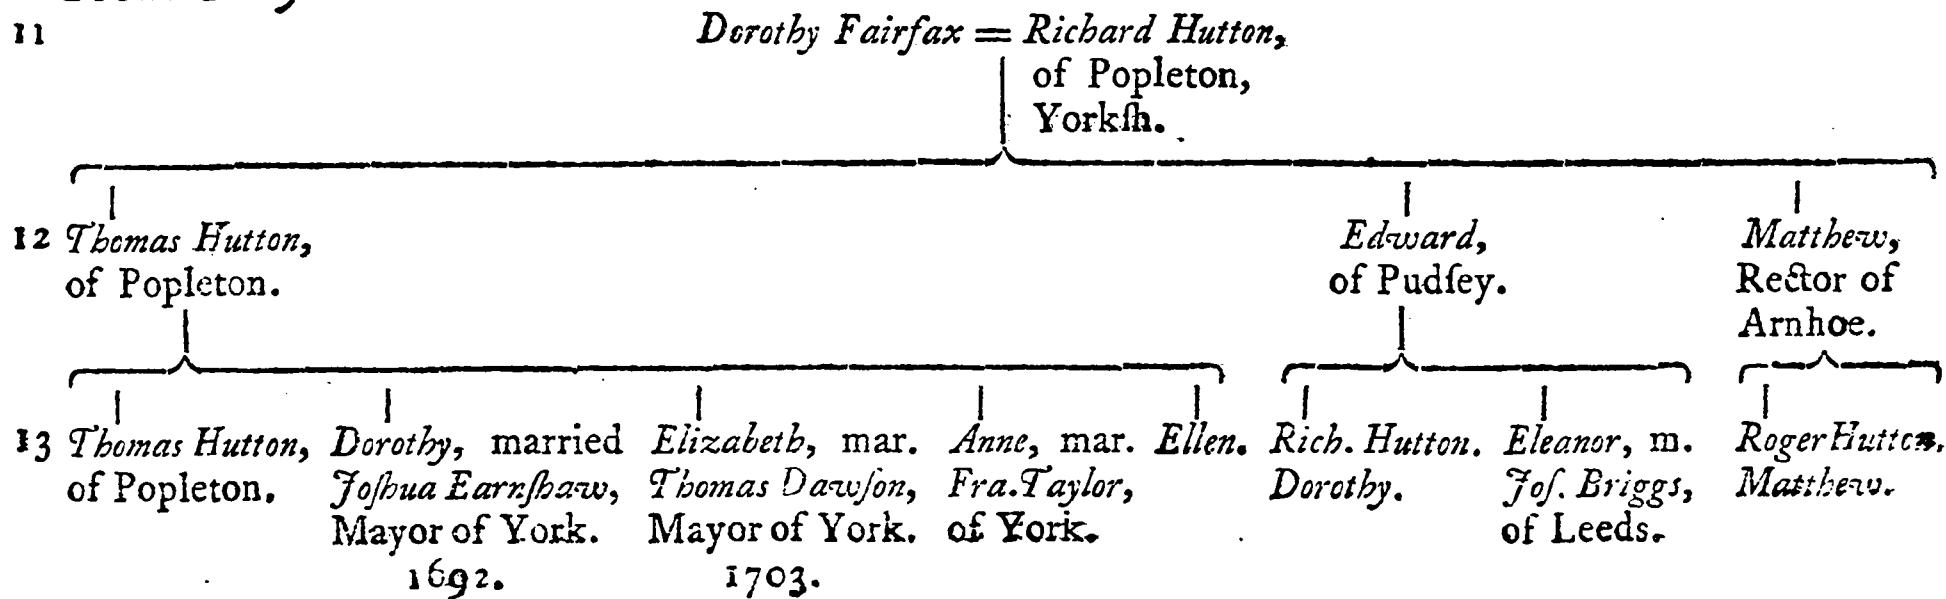 11 Dorothy Fairfax = Richard Hutton,
of Popleton,
Yorkſh.
12 Thomas Hutton, Edward, Matthew,
of Popleton. of Pudſey. Rector of
Arnhoe.
13 Thomas Hutton, Dorothy, married Elizabeth, mar. Anne, mar. Ellen. Rich. Hutton. Eleanor, m. Roger Hutton.
of Popleton. Joſhua Earnſhaw, Thomas Dawſon, Fra. Taylor, Dorothy. Joſ. Briggs, Matthew.
Mayor of York. Mayor of York. of York. of Leeds.
1692. 1703.